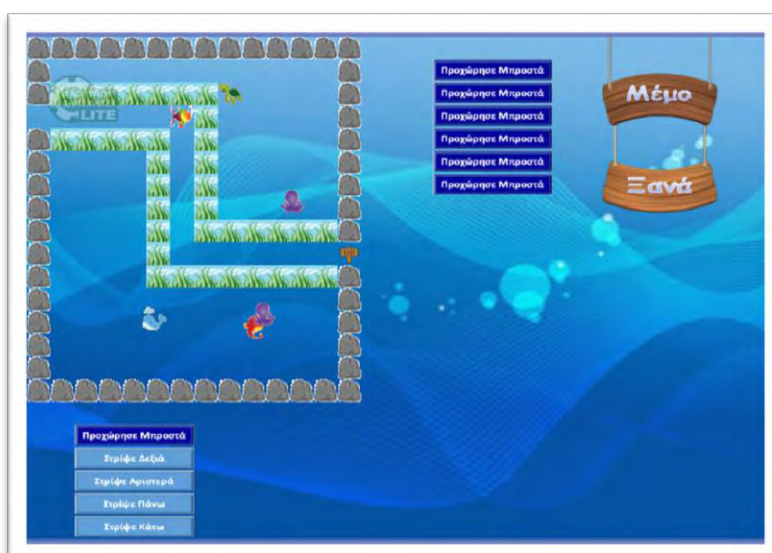 LITE
Προχώρησε Μπροστά
Προχώρησε Μπροστά
Προχώρησε Μπροστά
Προχώρησε Μπροστά
Προχώρησε Μπροστά
Προχώρησε Μπροστά
Μέμο
Ξανά
Προχώρησε Μπροστά
Στρίψε Δεξιά
Στρίψε Αριστερά
Στρίψε Πάνω
Στρίψε Κάτω